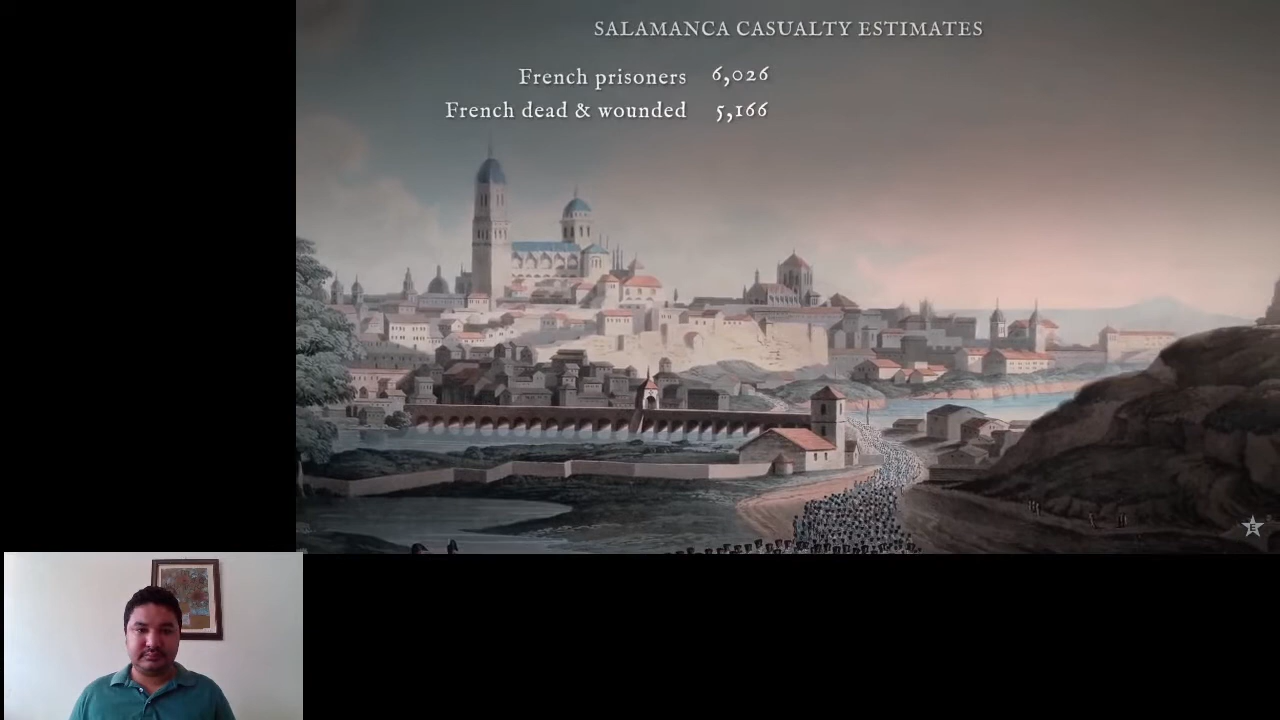 SALAMANCA CASUALTY ESTIMATES
French prisoners 6,026
French dead & wounded 5,166
E